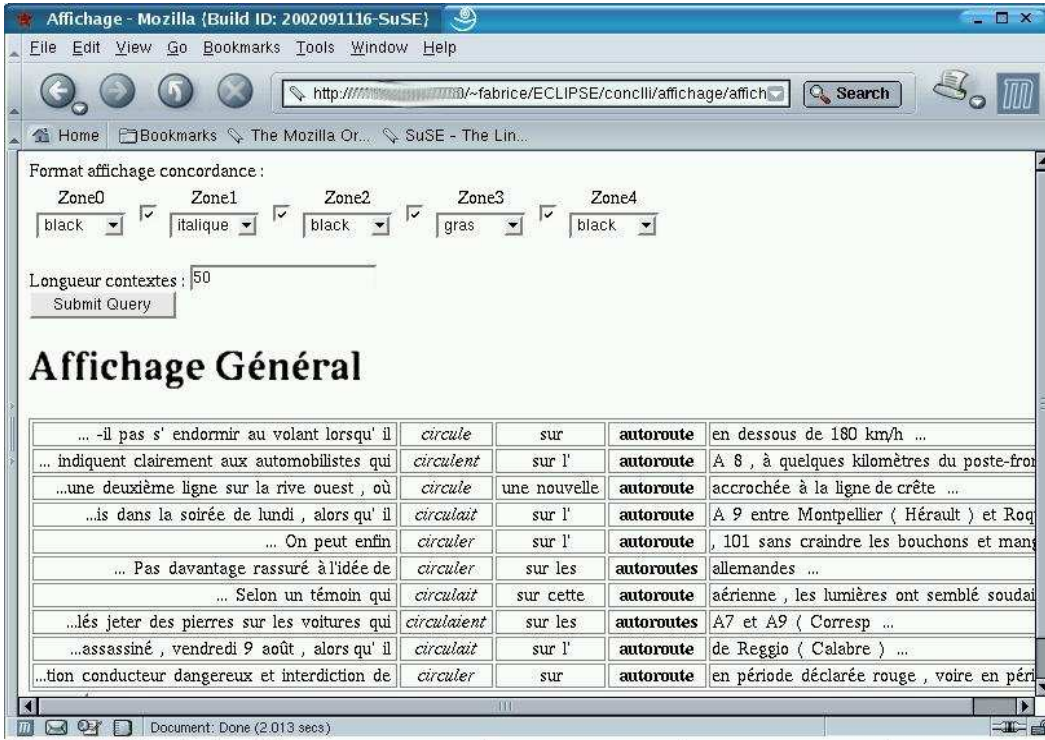 Affichage - Mozilla {Build ID: 2002091116-SuSE}
File Edit View Go Bookmarks Tools Window Help
http:// 0/~fabrice/ECLIPSE/conclli/affichage/affich Search
Home Bookmarks The Mozilla Or... SuSE - The Lin...
Format affichage concordance :
Zone0 Zone1 Zone2 Zone3 Zone4
black italique black gras black
Longueur contextes : 50
Submit Query
Affichage Général
... -il pas s' endormir au volant lorsqu' il circule sur autoroute en dessous de 180 km/h ...
... indiquent clairement aux automobilistes qui circulent sur l' autoroute A 8 , à quelques kilomètres du poste-fron
...une deuxième ligne sur la rive ouest , où circule une nouvelle autoroute accrochée à la ligne de crête ...
...is dans la soirée de lundi , alors qu' il circulait sur l' autoroute A 9 entre Montpellier ( Hérault ) et Roq
... On peut enfin circuler sur l' autoroute , 101 sans craindre les bouchons et mang
... Pas davantage rassuré à l'idée de circuler sur les autoroutes allemandes ...
... Selon un témoin qui circulait sur cette autoroute aérienne , les lumières ont semblé soudai
...lés jeter des pierres sur les voitures qui circulaient sur les autoroutes A7 et A9 ( Corresp ...
...assassiné , vendredi 9 août , alors qu' il circulait sur l' autoroute de Reggio ( Calabre ) ...
...tion conducteur dangereux et interdiction de circuler sur autoroute en période déclarée rouge , voire en péri
Document: Done (2.013 secs)